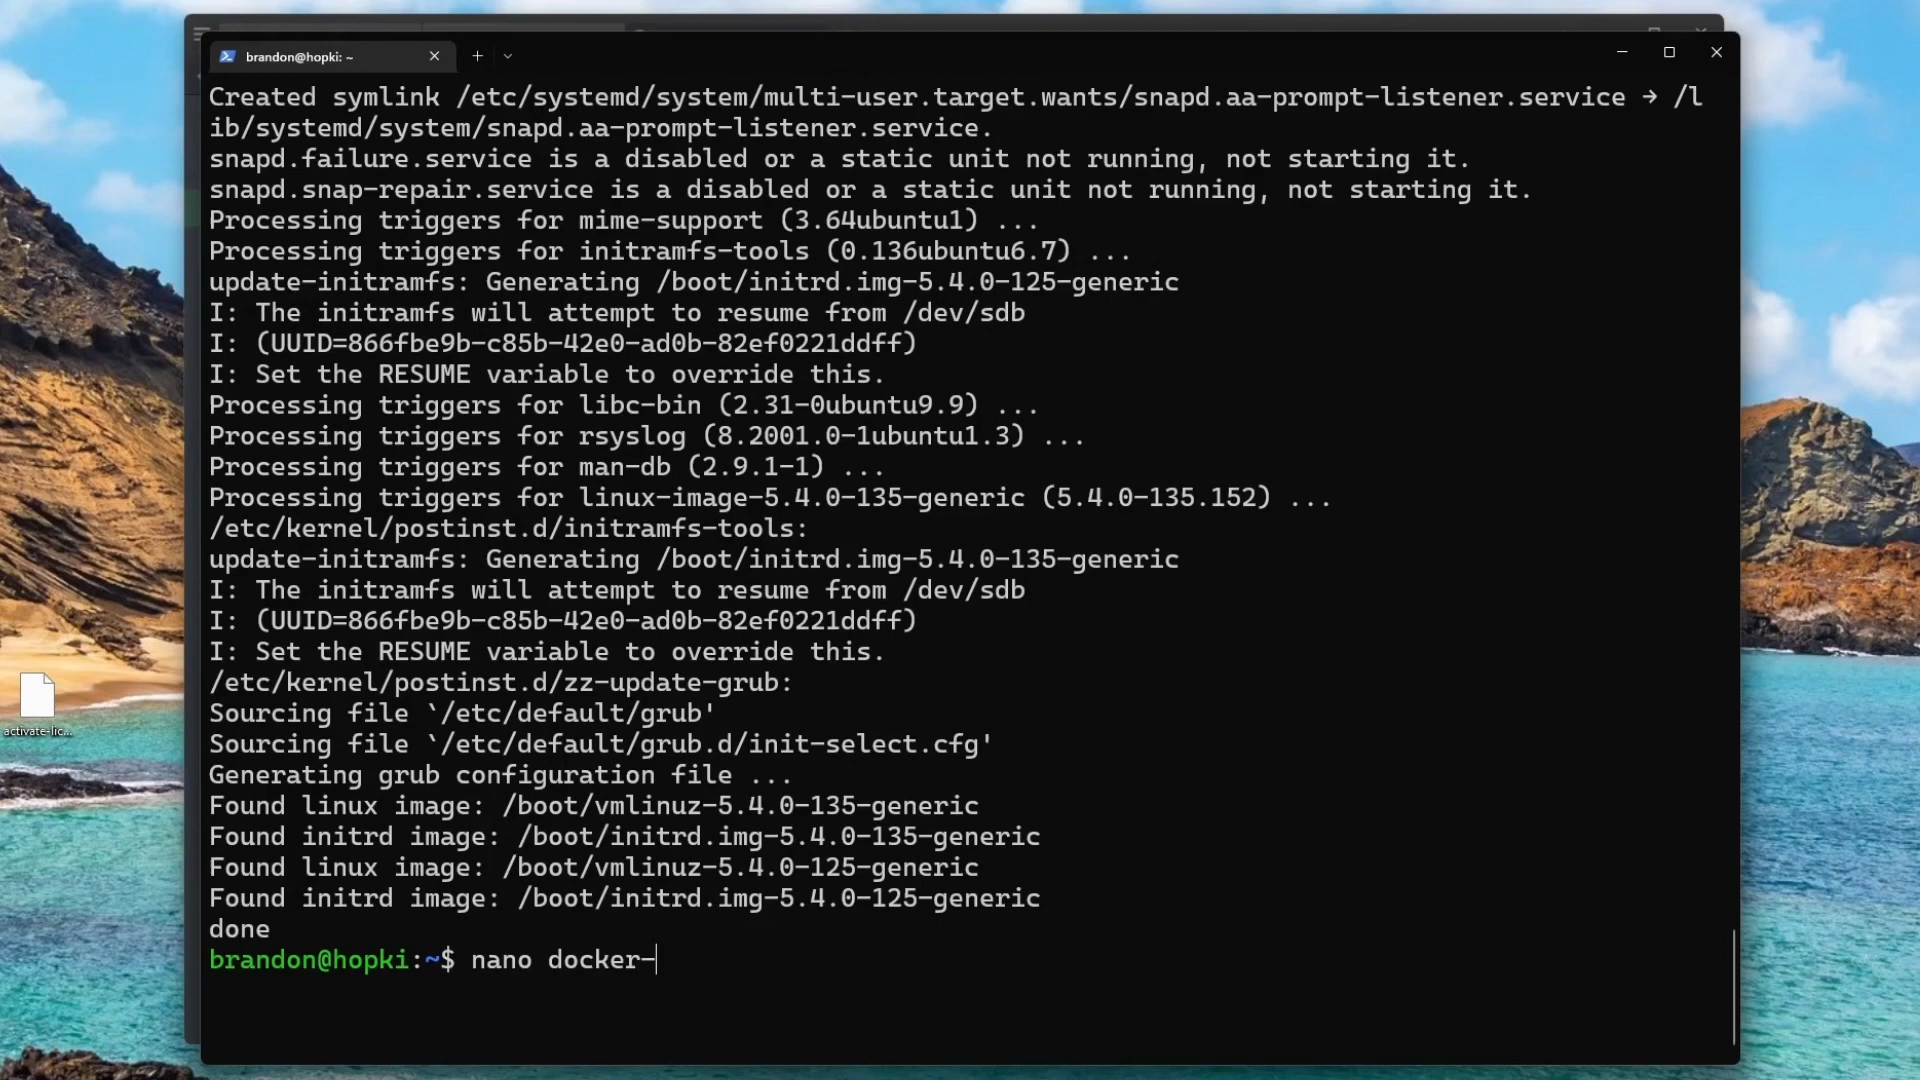 brandon@hopki: ~
Created symlink /etc/systemd/system/multi-user.target.wants/snapd.aa-prompt-listener.service → /l
ib/systemd/system/snapd.aa-prompt-listener.service.
snapd.failure.service is a disabled or a static unit not running, not starting it.
snapd.snap-repair.service is a disabled or a static unit not running, not starting it.
Processing triggers for mime-support (3.64ubuntu1) ...
Processing triggers for initramfs-tools (0.136ubuntu6.7) ...
update-initramfs: Generating /boot/initrd.img-5.4.0-125-generic
I: The initramfs will attempt to resume from /dev/sdb
I: (UUID=866fbe9b-c85b-42e0-ad0b-82ef0221ddff)
I: Set the RESUME variable to override this.
Processing triggers for libc-bin (2.31-0ubuntu9.9) ...
Processing triggers for rsyslog (8.2001.0-1ubuntu1.3) ...
Processing triggers for man-db (2.9.1-1) ...
Processing triggers for linux-image-5.4.0-135-generic (5.4.0-135.152) ...
/etc/kernel/postinst.d/initramfs-tools:
update-initramfs: Generating /boot/initrd.img-5.4.0-135-generic
I: The initramfs will attempt to resume from /dev/sdb
I: (UUID=866fbe9b-c85b-42e0-ad0b-82ef0221ddff)
I: Set the RESUME variable to override this.
/etc/kernel/postinst.d/zz-update-grub:
Sourcing file `/etc/default/grub'
Sourcing file `/etc/default/grub.d/init-select.cfg'
Generating grub configuration file ...
Found linux image: /boot/vmlinuz-5.4.0-135-generic
Found initrd image: /boot/initrd.img-5.4.0-135-generic
Found linux image: /boot/vmlinuz-5.4.0-125-generic
Found initrd image: /boot/initrd.img-5.4.0-125-generic
done
brandon@hopki:~$ nano docker-
activate-lic...